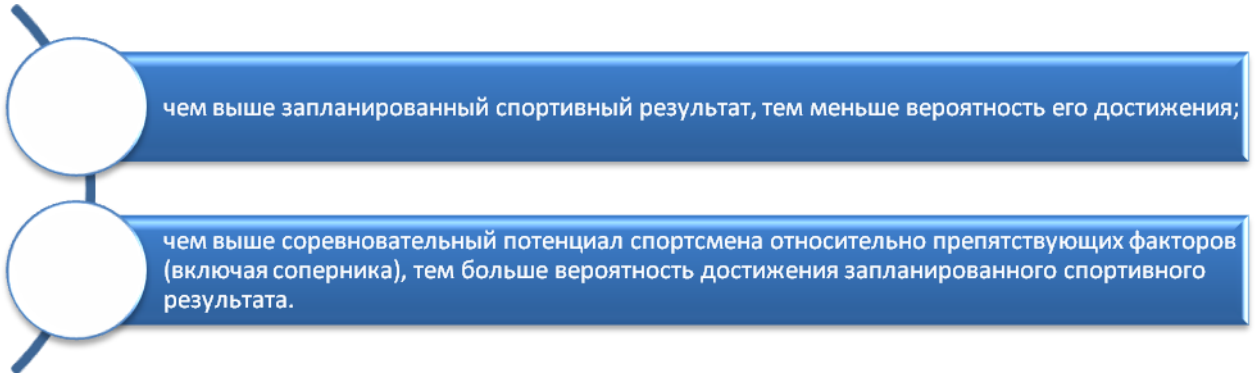 чем выше запланированный спортивный результат, тем меньше вероятность его достижения;
чем выше соревновательный потенциал спортсмена относительно препятствующих факторов
(включая соперника), тем больше вероятность достижения запланированного спортивного
результата.